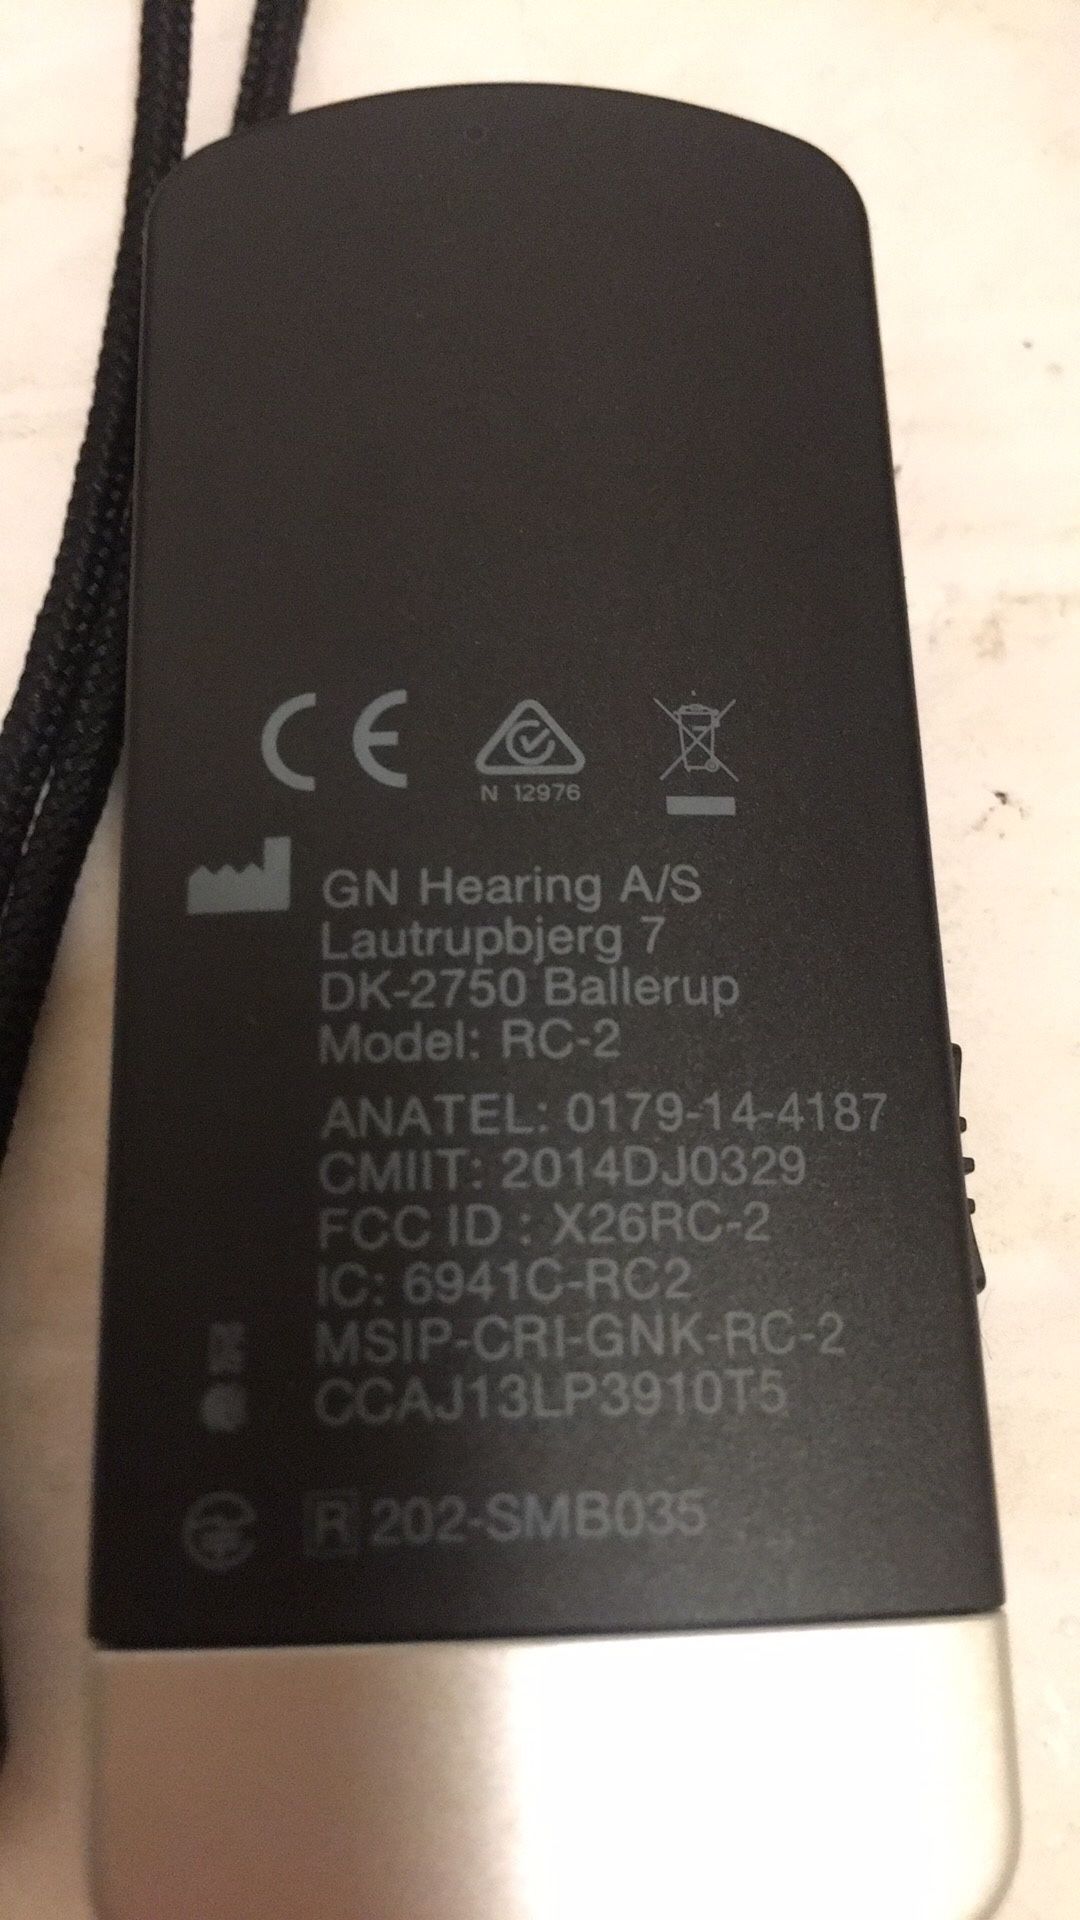 CE
N 12976
GN Hearing A/S
Lautrupbjerg 7
DK-2750 Ballerup
Model: RC-2
ANATEL: 0179-14-4187
CMIIT: 2014DJ0329
FCC ID : X26RC-2
IC: 6941C-RC2
MSIP-CRI-GNK-RC-2
CCAJ13LP3910T5
R 202-SMB035